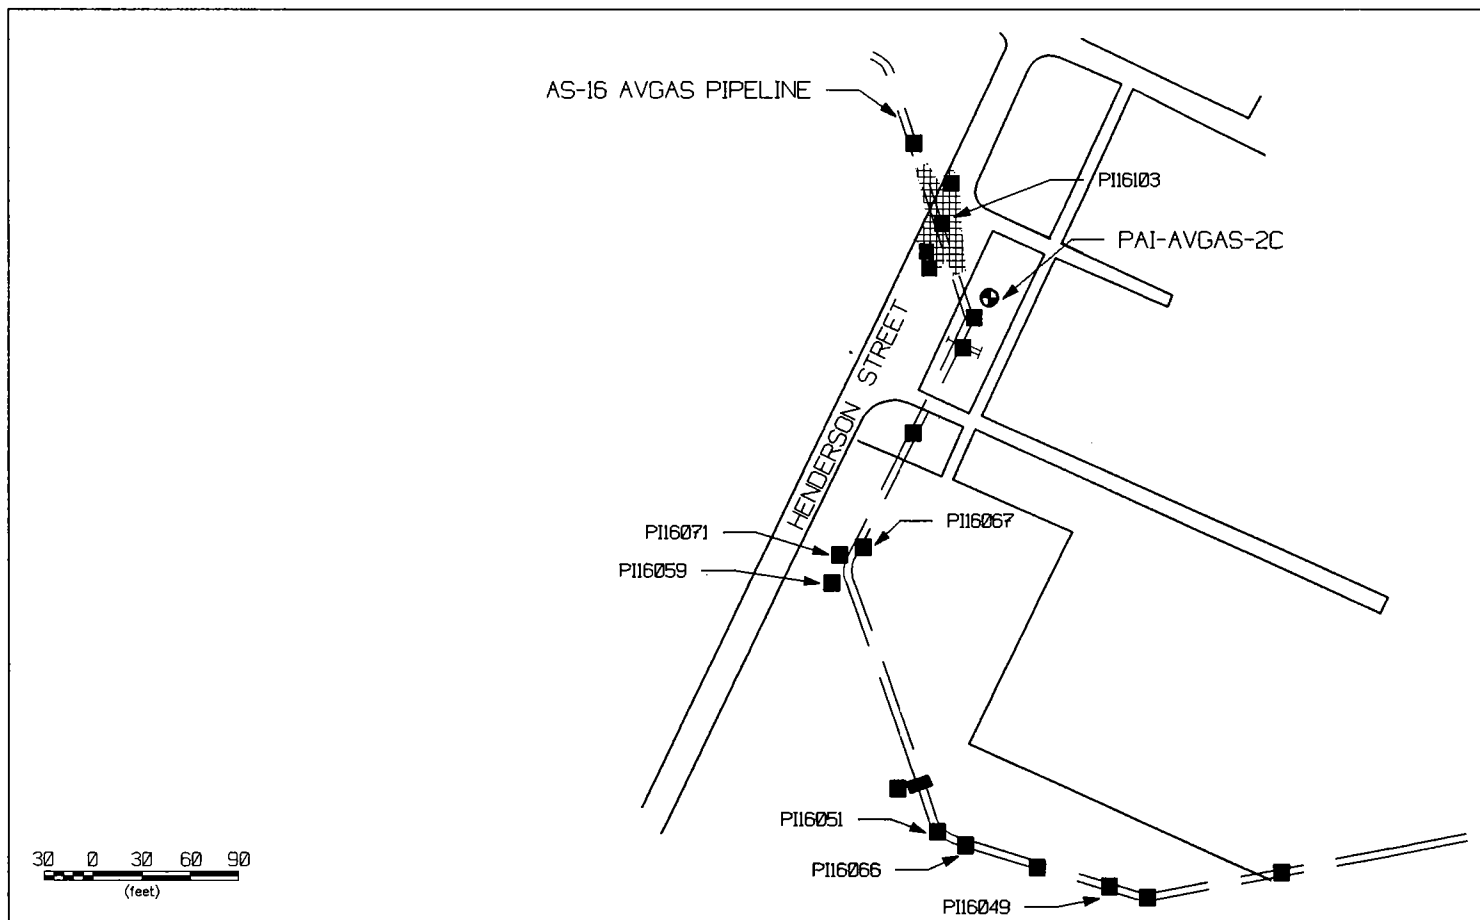 AS-16 AVGAS PIPELINE
PI16103
PAI-AVGAS-2C
HENDERSON STREET
PI16071
PI16067
PI16059
PI16051
PI16066
PI16049
30 0 30 60 90
(feet)